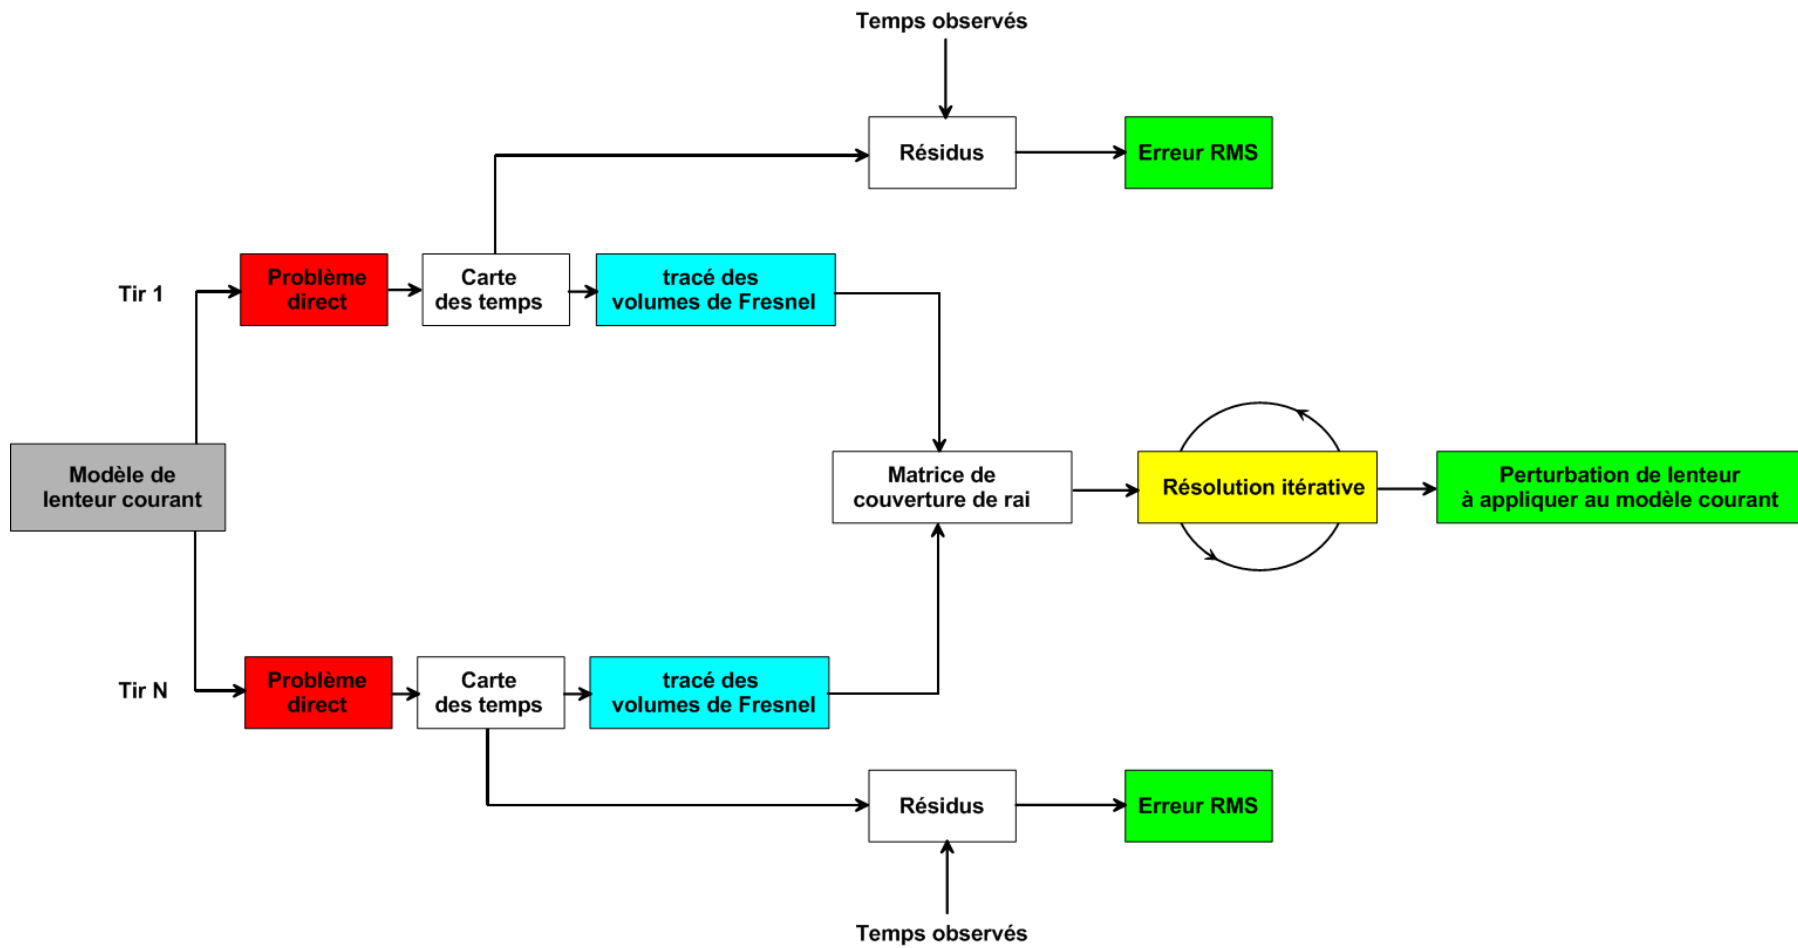 Temps observés
Résidus
Erreur RMS
Tir 1
Problème
direct
Carte
des temps
tracé des
volumes de Fresnel
Modèle de
lenteur courant
Matrice de
couverture de rai
Résolution itérative
Perturbation de lenteur
à appliquer au modèle courant
Tir N
Problème
direct
Carte
des temps
tracé des
volumes de Fresnel
Résidus
Erreur RMS
Temps observés